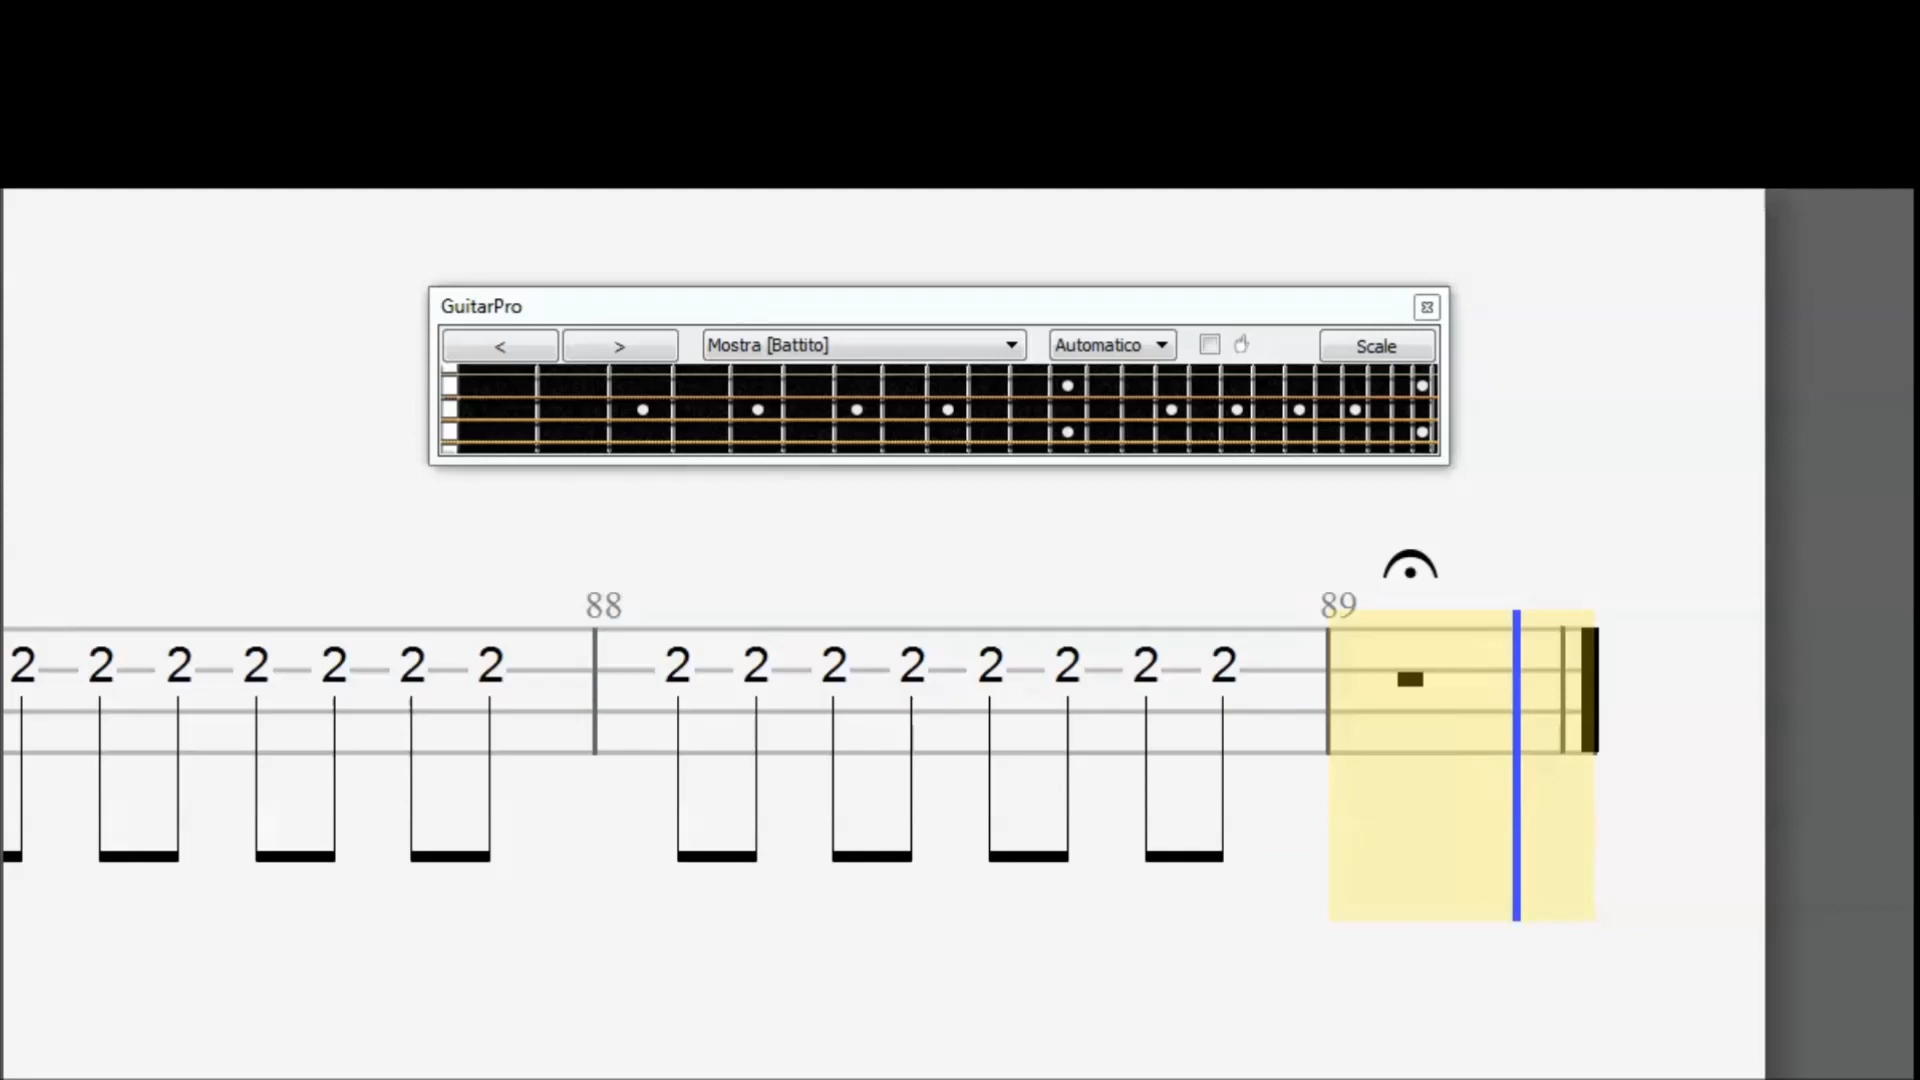 GuitarPro
< > Mostra [Battito] Automatico Scale
88 89
2 2 2 2 2 2 2 2 2 2 2 2 2 2 2